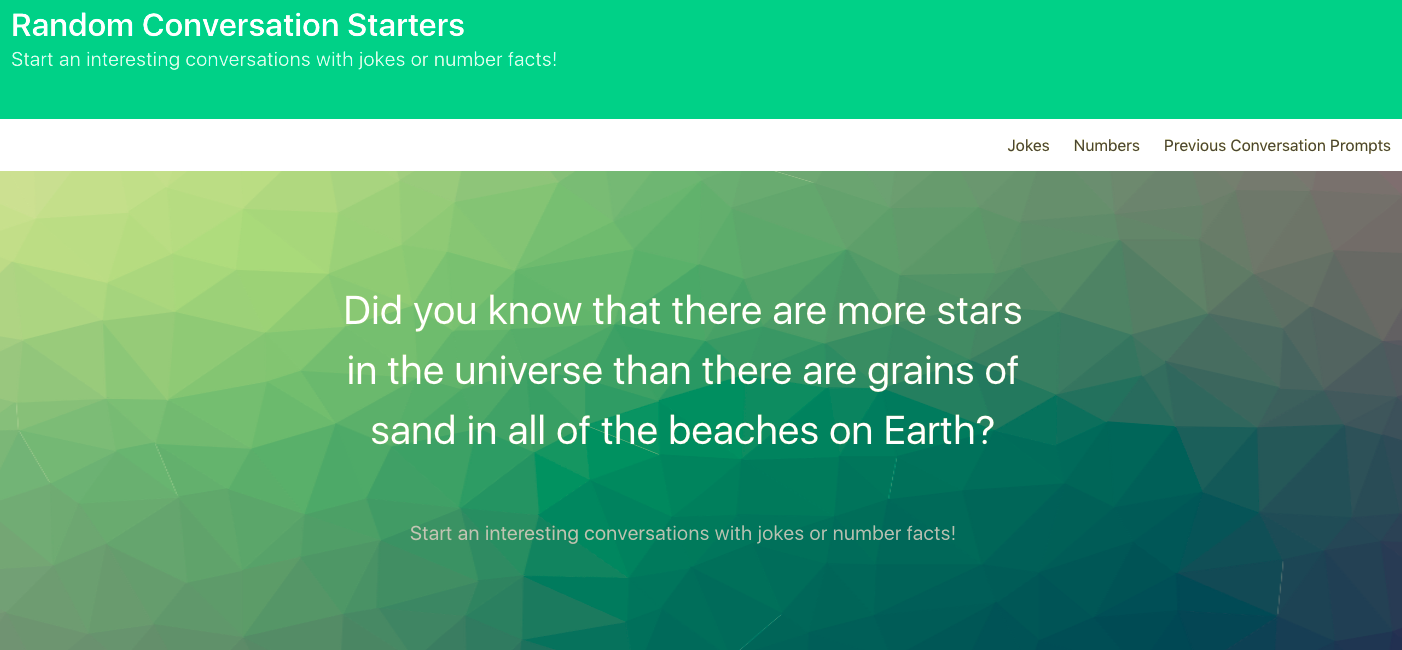 Random Conversation Starters
Start an interesting conversations with jokes or number facts!
Jokes Numbers Previous Conversation Prompts
Did you know that there are more stars
in the universe than there are grains of
sand in all of the beaches on Earth?
Start an interesting conversations with jokes or number facts!